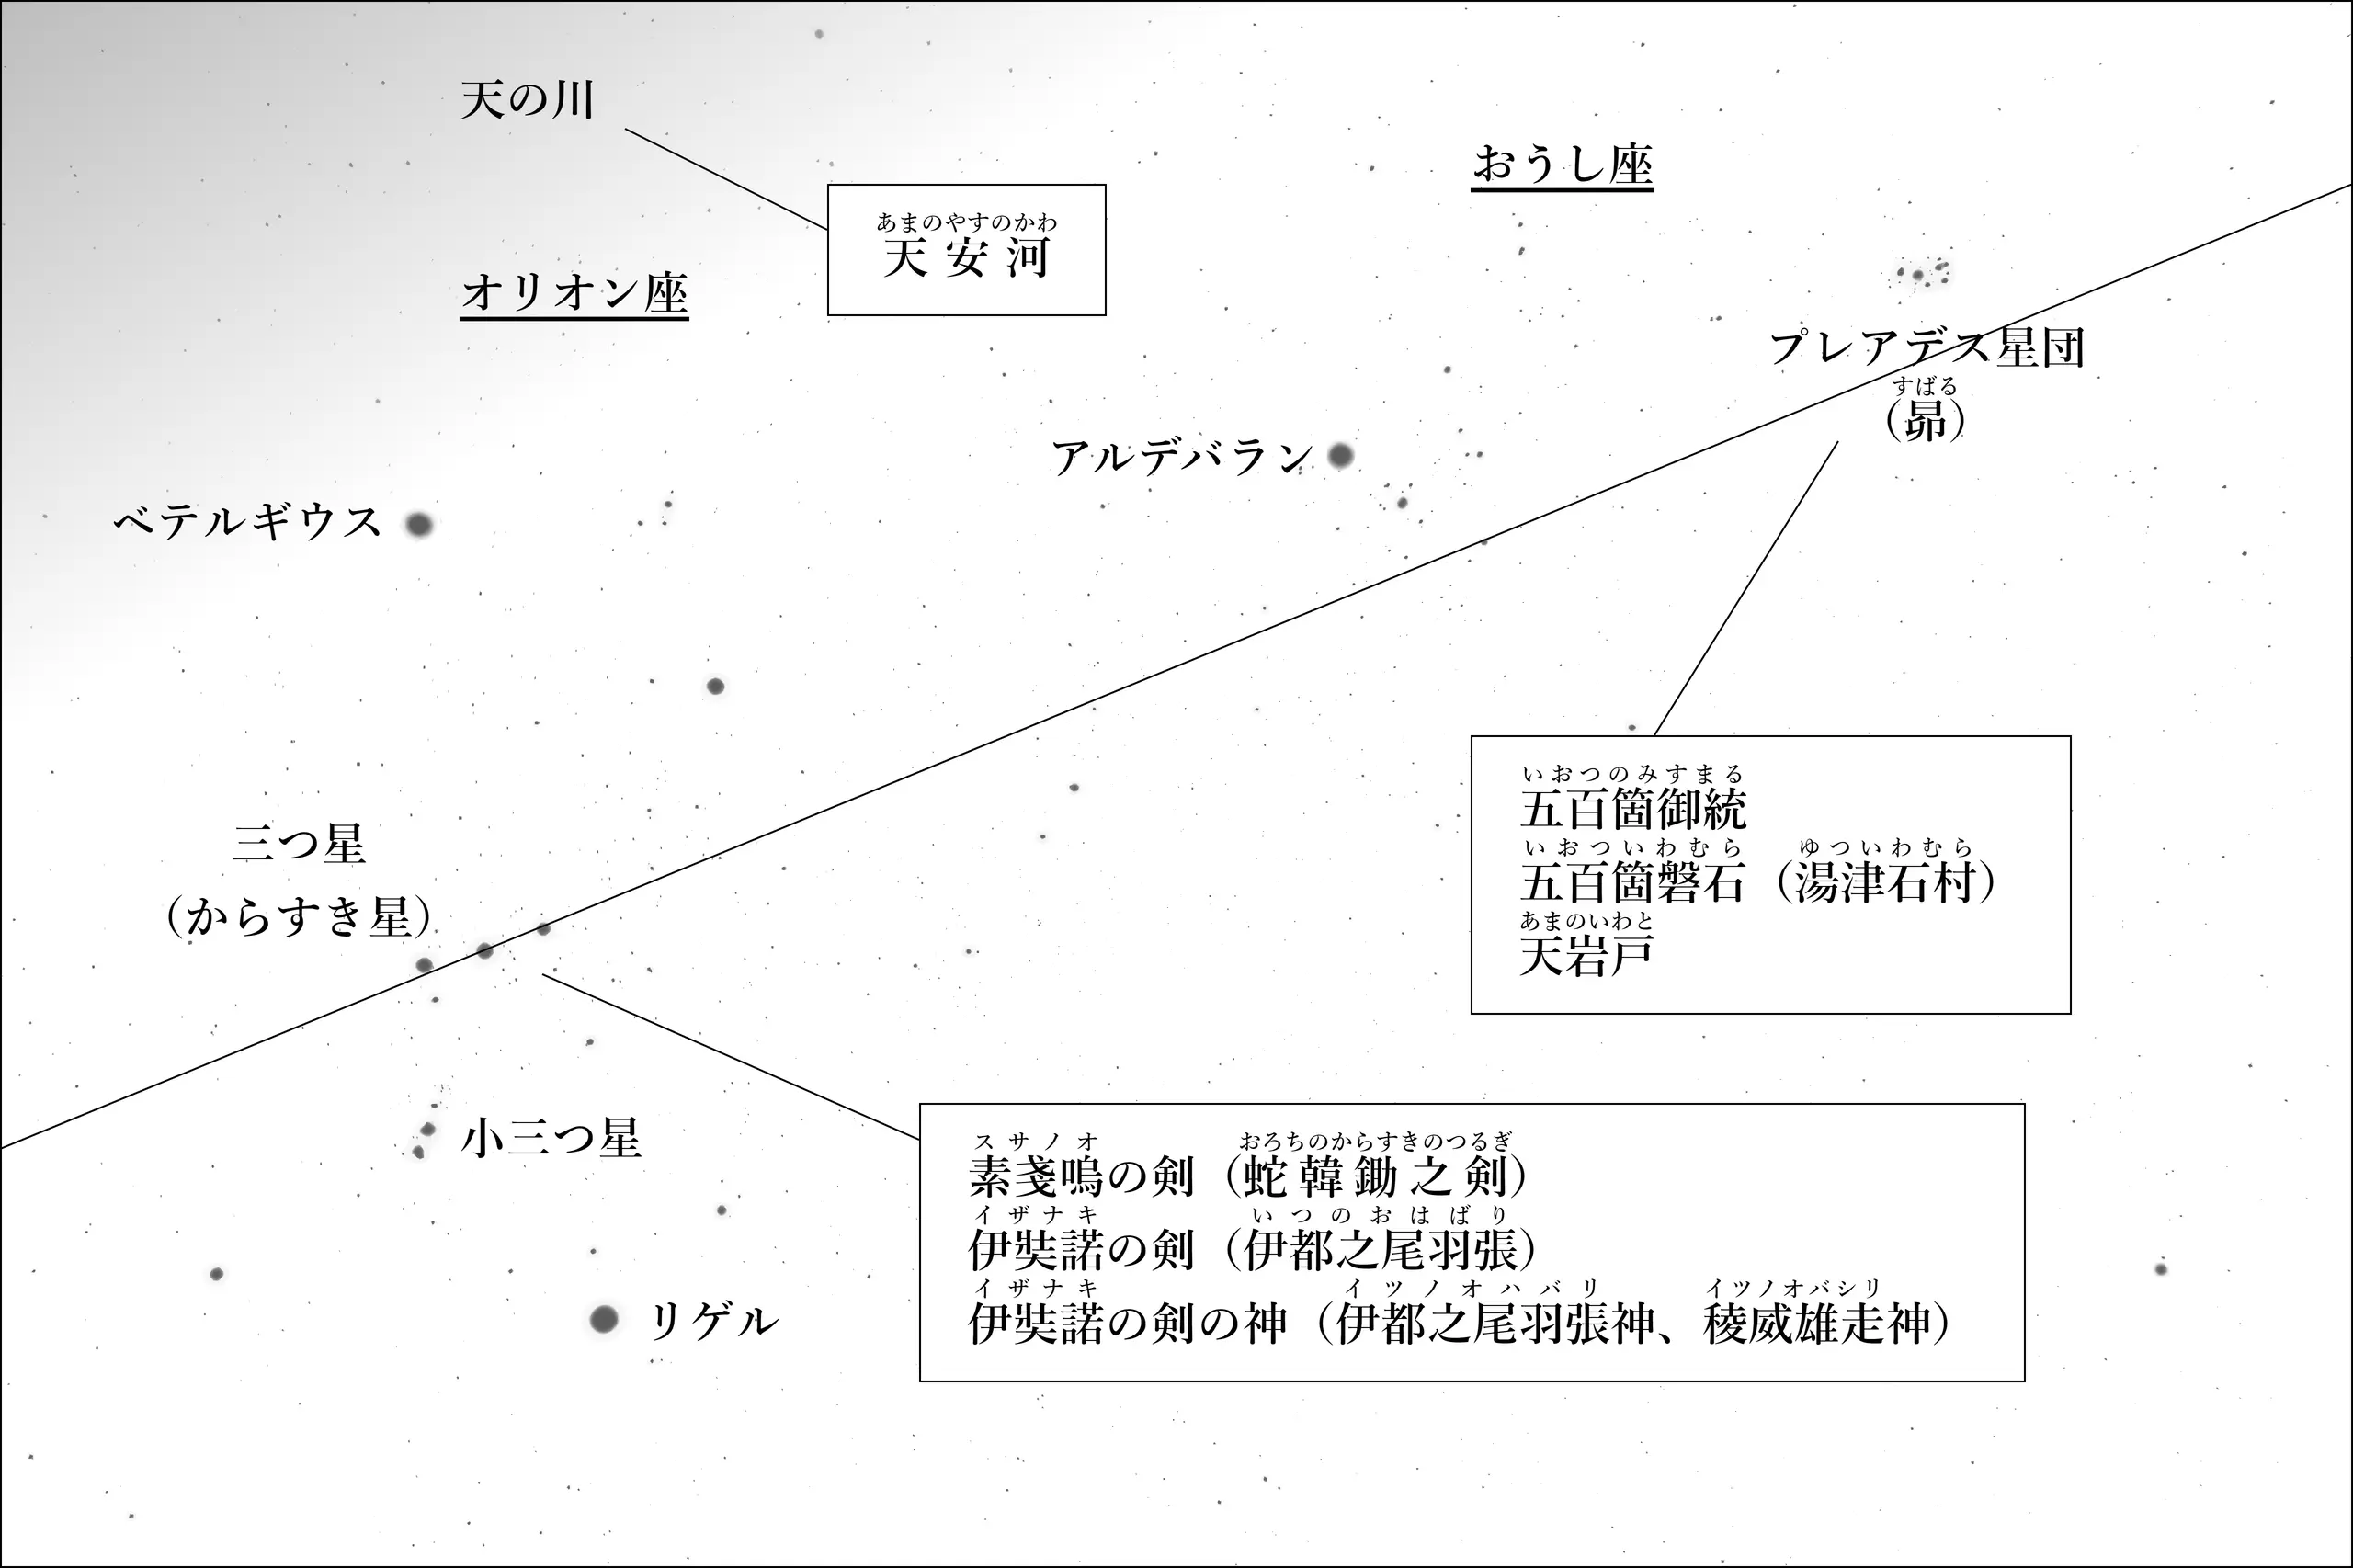 天の川
あまのやすのかわ
天安河
おうし座
オリオン座
プレアデス星団
すばる
（昴）
アルデバラン
ベテルギウス
いおつのみすまる
五百箇御統
いおついわむら ゆついわむら
五百箇磐石（湯津石村）
あまのいわと
天岩戸
三つ星
（からすき星）
小三つ星
スサノオ おろちのからすきのつるぎ
素戔嗚の剣（蛇韓鋤之剣）
イザナキ いつのおはばり
伊奘諾の剣（伊都之尾羽張）
イザナキ イツノオハバリ イツノオバシリ
伊奘諾の剣の神（伊都之尾羽張神、稜威雄走神）
リゲル